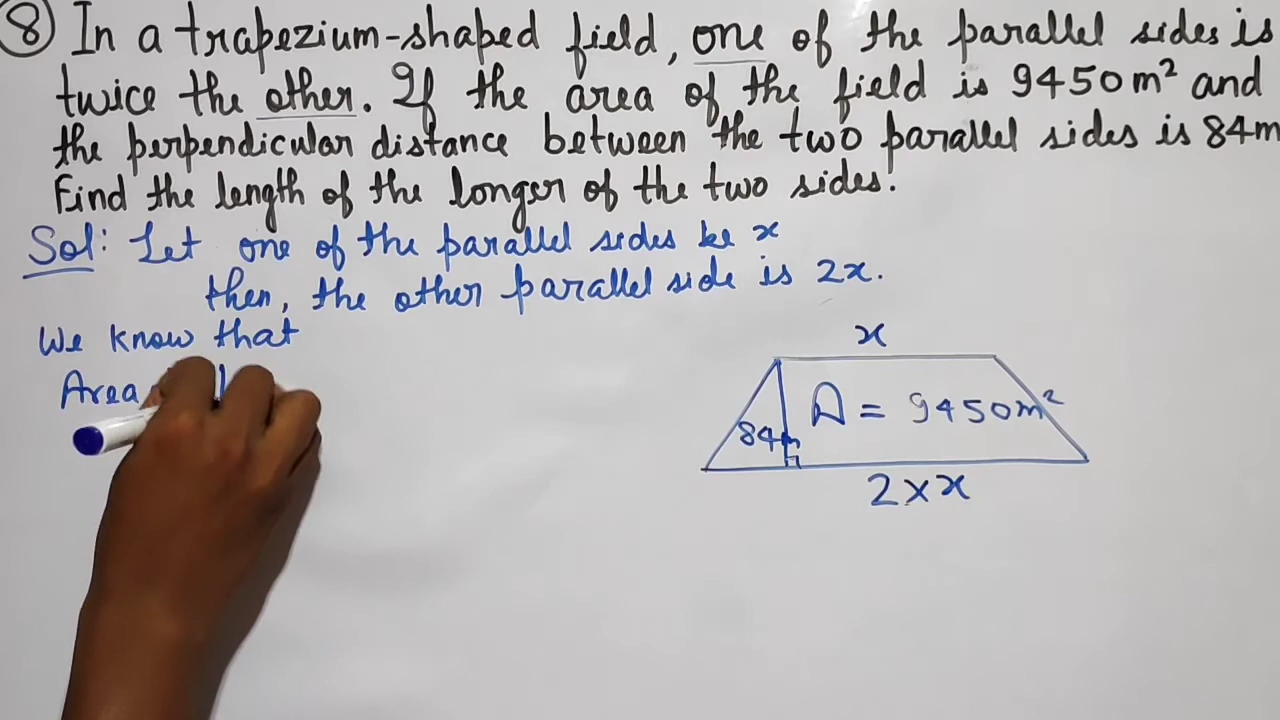 8 In a trapezium-shaped field, one of the parallel sides is
twice the other. If the area of the field is 9450m² and
the perpendicular distance between the two parallel sides is 84m
Find the length of the longer of the two sides.
Sol: Let one of the parallel sides be x
then, the other parallel side is 2x.
We know that
Area
x
A = 9450m²
84m
2×x